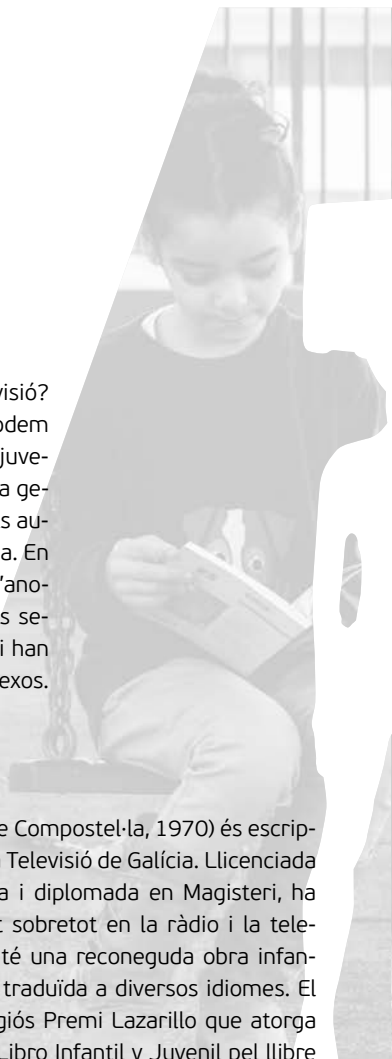 visió?
odem
juve-
a ge-
s au-
a. En
'ano-
s se-
i han
exos.
e Compostel·la, 1970) és escrip-
a Televisió de Galícia. Llicenciada
a i diplomada en Magisteri, ha
t sobretot en la ràdio i la tele-
té una reconeguda obra infan-
traduïda a diversos idiomes. El
giós Premi Lazarillo que atorga
Libro Infantil y Juvenil pel llibre